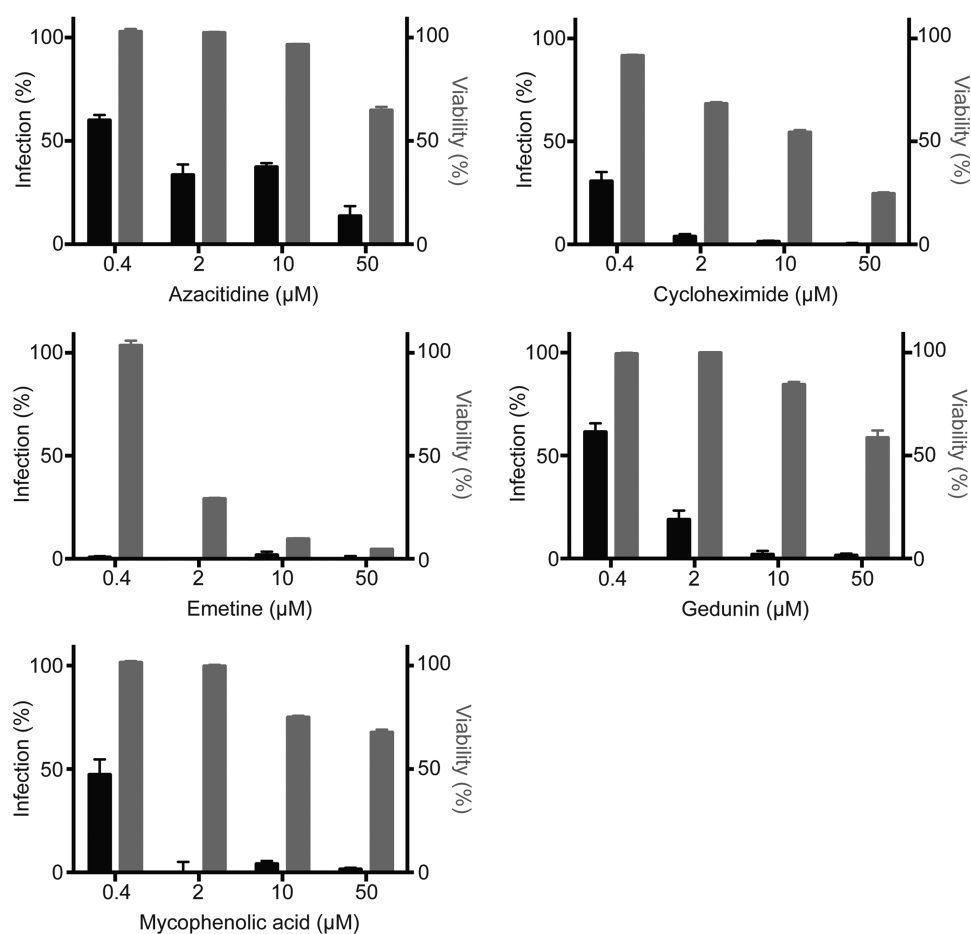 100
50
0
Infection (%)
100
50
0
Viability (%)
0.4 2 10 50
Azacitidine (µM)
100
50
0
Infection (%)
100
50
0
Viability (%)
0.4 2 10 50
Cycloheximide (µM)
100
50
0
Infection (%)
100
50
0
Viability (%)
0.4 2 10 50
Emetine (µM)
100
50
0
Infection (%)
100
50
0
Viability (%)
0.4 2 10 50
Gedunin (µM)
100
50
0
Infection (%)
100
50
0
Viability (%)
0.4 2 10 50
Mycophenolic acid (µM)